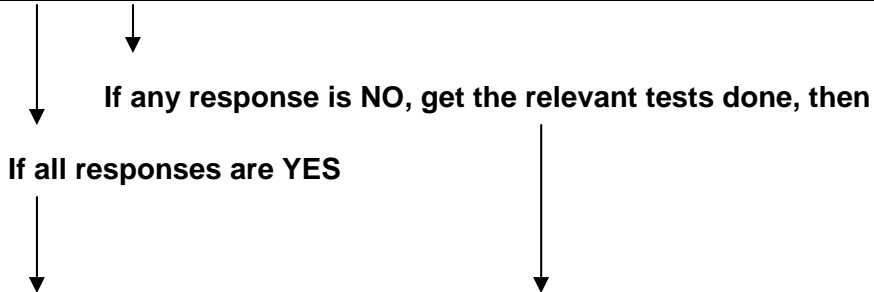 If any response is NO, get the relevant tests done, then
If all responses are YES